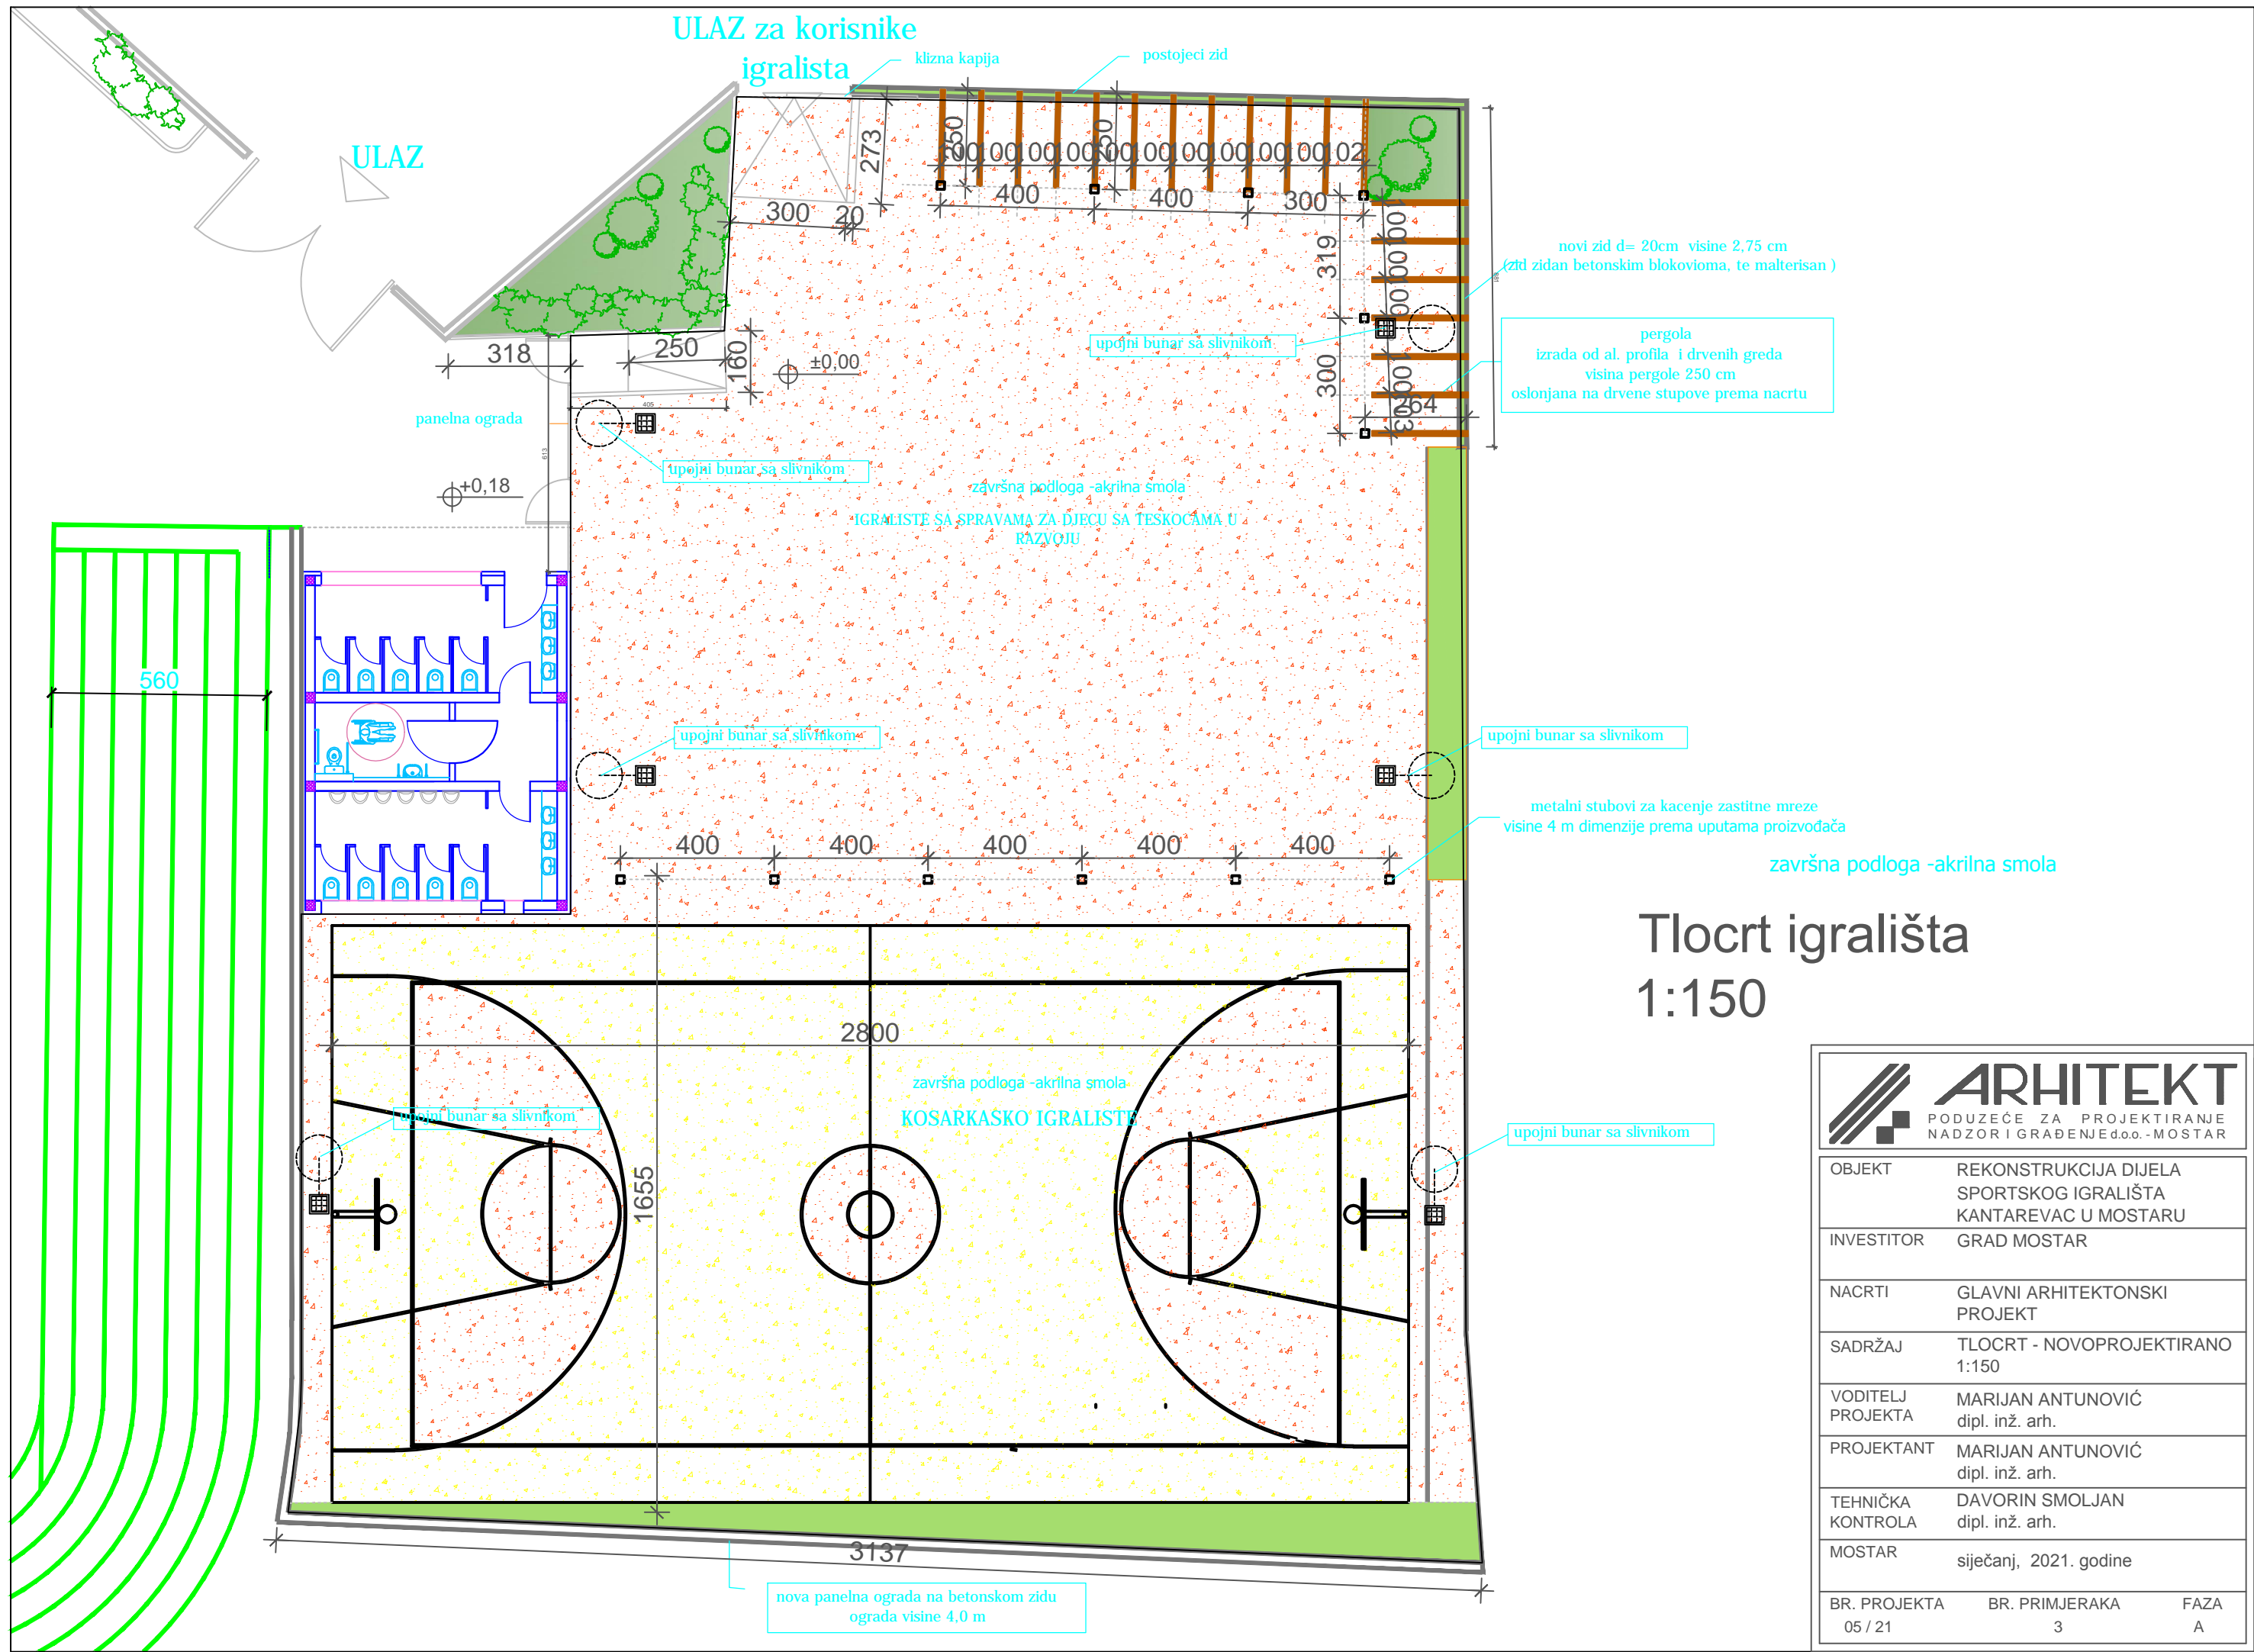 ULAZ za korisnike
igralista
klizna kapija
postojeci zid
ULAZ
250
250
273
102
400
400
300
300
20
novi zid d= 20cm visine 2,75 cm
(zid zidan betonskim blokovioma, te malterisan )
319
300
264
103
pergola
izrada od al. profila i drvenih greda
visina pergole 250 cm
oslonjana na drvene stupove prema nacrtu
upojni bunar sa slivnikom
318
250
160
±0,00
405
panelna ograda
613
upojni bunar sa slivnikom
+0,18
završna podloga -akrilna smola
IGRALISTE SA SPRAVAMA ZA DJECU SA TESKOCAMA U
RAZVOJU
560
upojni bunar sa slivnikom
upojni bunar sa slivnikom
metalni stubovi za kacenje zastitne mreze
visine 4 m dimenzije prema uputama proizvođača
400
400
400
400
400
završna podloga -akrilna smola
Tlocrt igrališta
1:150
2800
završna podloga -akrilna smola
KOSARKASKO IGRALISTE
upojni bunar sa slivnikom
upojni bunar sa slivnikom
1655
3137
nova panelna ograda na betonskom zidu
ograda visine 4,0 m
ARHITEKT
PODUZEĆE ZA PROJEKTIRANJE
NADZOR I GRAĐENJE d.o.o. - MOSTAR
OBJEKT REKONSTRUKCIJA DIJELA
SPORTSKOG IGRALIŠTA
KANTAREVAC U MOSTARU
INVESTITOR GRAD MOSTAR
NACRTI GLAVNI ARHITEKTONSKI
PROJEKT
SADRŽAJ TLOCRT - NOVOPROJEKTIRANO
1:150
VODITELJ PROJEKTA MARIJAN ANTUNOVIĆ
dipl. inž. arh.
PROJEKTANT MARIJAN ANTUNOVIĆ
dipl. inž. arh.
TEHNIČKA KONTROLA DAVORIN SMOLJAN
dipl. inž. arh.
MOSTAR siječanj, 2021. godine
BR. PROJEKTA BR. PRIMJERAKA FAZA
05 / 21 3 A